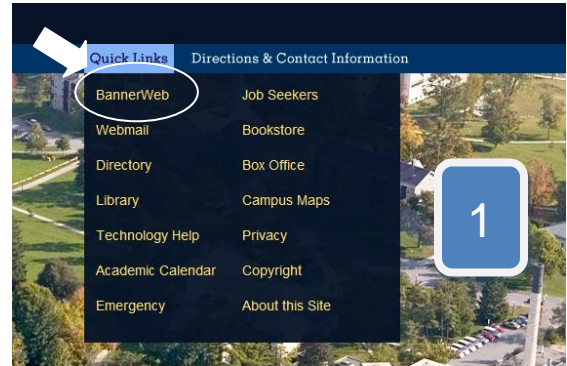 Quick Links Directions & Contact Information
BannerWeb Job Seekers
Webmail Bookstore
Directory Box Office
Library Campus Maps
Technology Help Privacy
Academic Calendar Copyright
Emergency About this Site
1